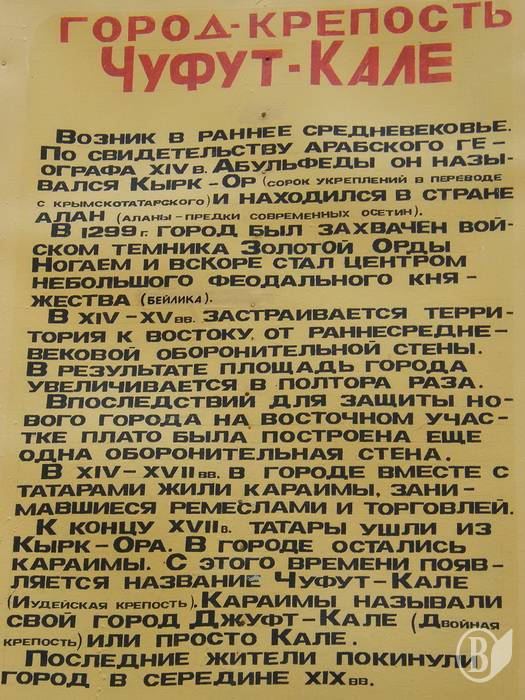 ГОРОД-КРЕПОСТЬ
ЧУФУТ-КАЛЕ
ВОЗНИК В РАННЕЕ СРЕДНЕВЕКОВЬЕ.
ПО СВИДЕТЕЛЬСТВУ АРАБСКОГО ГЕ-
ОГРАФА XIV В. АБУЛЬФЕДЫ ОН НАЗЫ-
ВАЛСЯ КЫРК-ОР (СОРОК УКРЕПЛЕНИЙ В ПЕРЕВОДЕ
С КРЫМСКОТАТАРСКОГО) И НАХОДИЛСЯ В СТРАНЕ
АЛАН (АЛАНЫ-ПРЕДКИ СОВРЕМЕННЫХ ОСЕТИН).
В 1299 г. ГОРОД БЫЛ ЗАХВАЧЕН ВОЙ-
СКОМ ТЕМНИКА ЗОЛОТОЙ ОРДЫ
НОГАЕМ И ВСКОРЕ СТАЛ ЦЕНТРОМ
НЕБОЛЬШОГО ФЕОДАЛЬНОГО КНЯ-
ЖЕСТВА (БЕЙЛИКА).
В XIV-XV ВВ. ЗАСТРАИВАЕТСЯ ТЕРРИ-
ТОРИЯ К ВОСТОКУ ОТ РАННЕСРЕДНЕ-
ВЕКОВОЙ ОБОРОНИТЕЛЬНОЙ СТЕНЫ.
В РЕЗУЛЬТАТЕ ПЛОЩАДЬ ГОРОДА
УВЕЛИЧИВАЕТСЯ В ПОЛТОРА РАЗА.
ВПОСЛЕДСТВИЙ ДЛЯ ЗАЩИТЫ НО-
ВОГО ГОРОДА НА ВОСТОЧНОМ УЧАС-
ТКЕ ПЛАТО БЫЛА ПОСТРОЕНА ЕЩЕ
ОДНА ОБОРОНИТЕЛЬНАЯ СТЕНА.
В XIV-XVII ВВ. В ГОРОДЕ ВМЕСТЕ С
ТАТАРАМИ ЖИЛИ КАРАИМЫ, ЗАНИ-
МАВШИЕСЯ РЕМЕСЛАМИ И ТОРГОВЛЕЙ.
К КОНЦУ XVII В. ТАТАРЫ УШЛИ ИЗ
КЫРК-ОРА. В ГОРОДЕ ОСТАЛИСЬ
КАРАИМЫ. С ЭТОГО ВРЕМЕНИ ПОЯВ-
ЛЯЕТСЯ НАЗВАНИЕ ЧУФУТ-КАЛЕ
(ИУДЕЙСКАЯ КРЕПОСТЬ). КАРАИМЫ НАЗЫВАЛИ
СВОЙ ГОРОД ДЖУФТ-КАЛЕ (ДВОЙНАЯ
КРЕПОСТЬ) ИЛИ ПРОСТО КАЛЕ.
ПОСЛЕДНИЕ ЖИТЕЛИ ПОКИНУЛИ
ГОРОД В СЕРЕДИНЕ XIX ВВ.
В